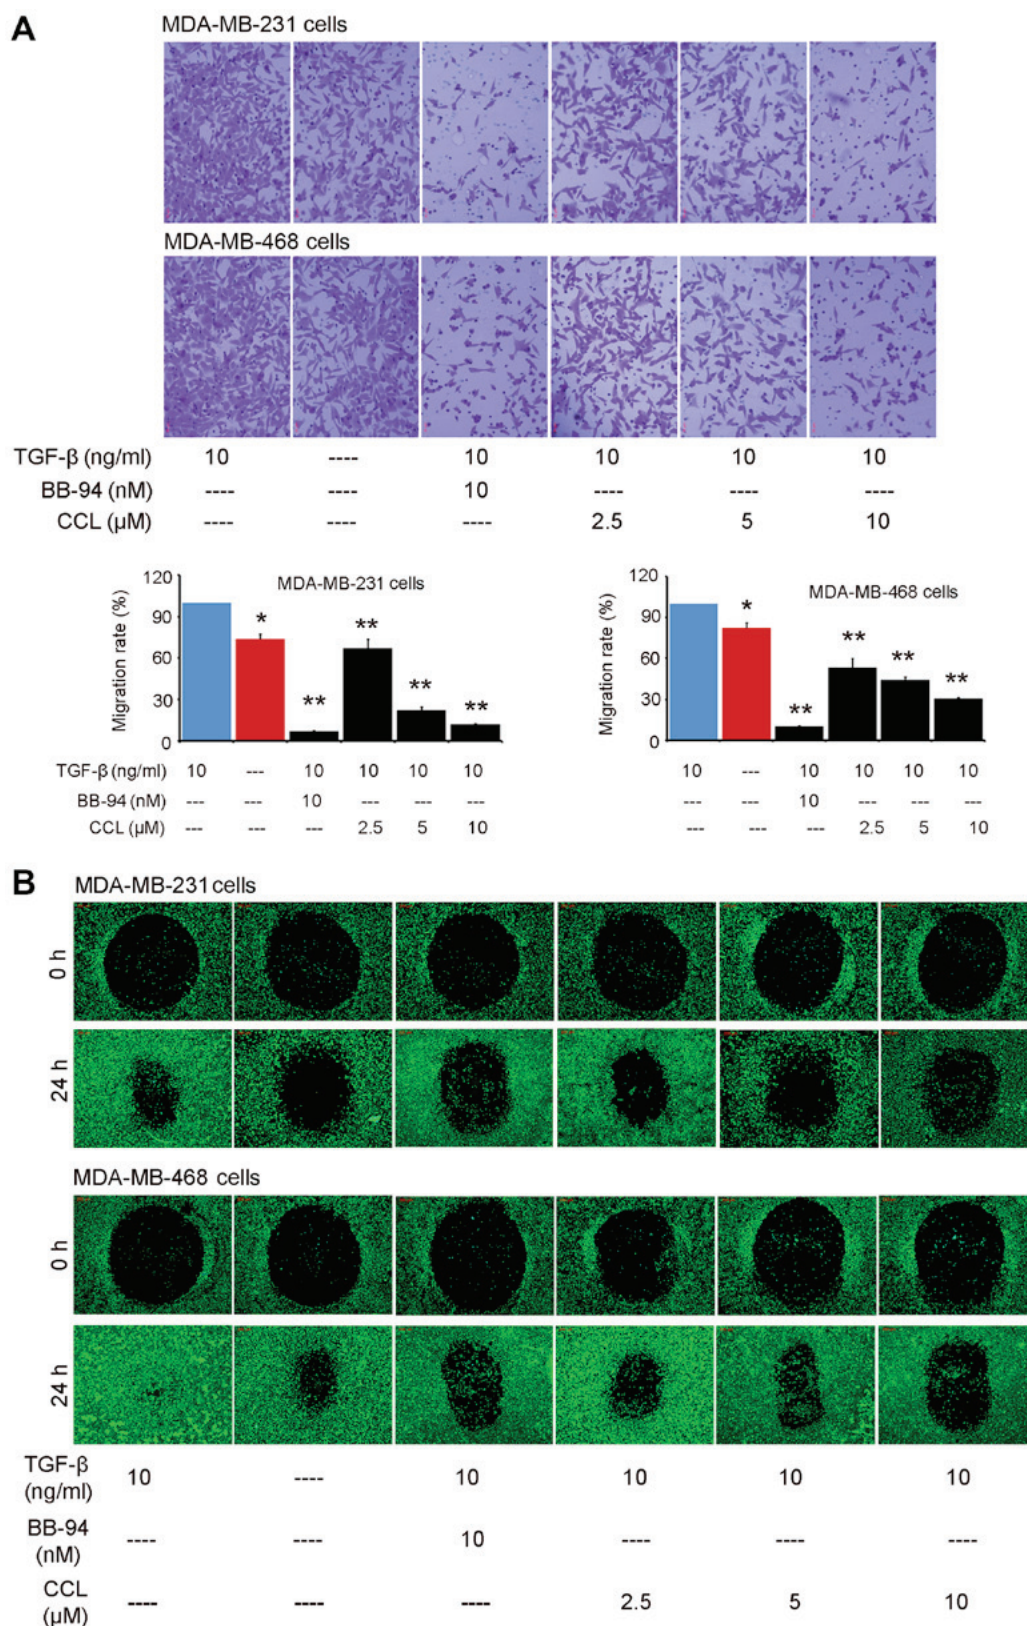 A
MDA-MB-231 cells
MDA-MB-468 cells
TGF-β (ng/ml) 10 ---- 10 10 10 10
BB-94 (nM) ---- ---- 10 ---- ---- ----
CCL (μM) ---- ---- ---- 2.5 5 10
Migration rate (%)
120
90
60
30
0
MDA-MB-231 cells
* ** ** ** **
TGF-β (ng/ml) 10 --- 10 10 10 10
BB-94 (nM) --- --- 10 --- --- ---
CCL (μM) --- --- --- 2.5 5 10
Migration rate (%)
120
90
60
30
0
MDA-MB-468 cells
* ** ** ** **
10 --- 10 10 10 10
--- --- 10 --- --- ---
--- --- --- 2.5 5 10
B
MDA-MB-231 cells
0 h
24 h
MDA-MB-468 cells
0 h
24 h
TGF-β
(ng/ml) 10 ---- 10 10 10 10
BB-94
(nM) ---- ---- 10 ---- ---- ----
CCL
(μM) ---- ---- ---- 2.5 5 10